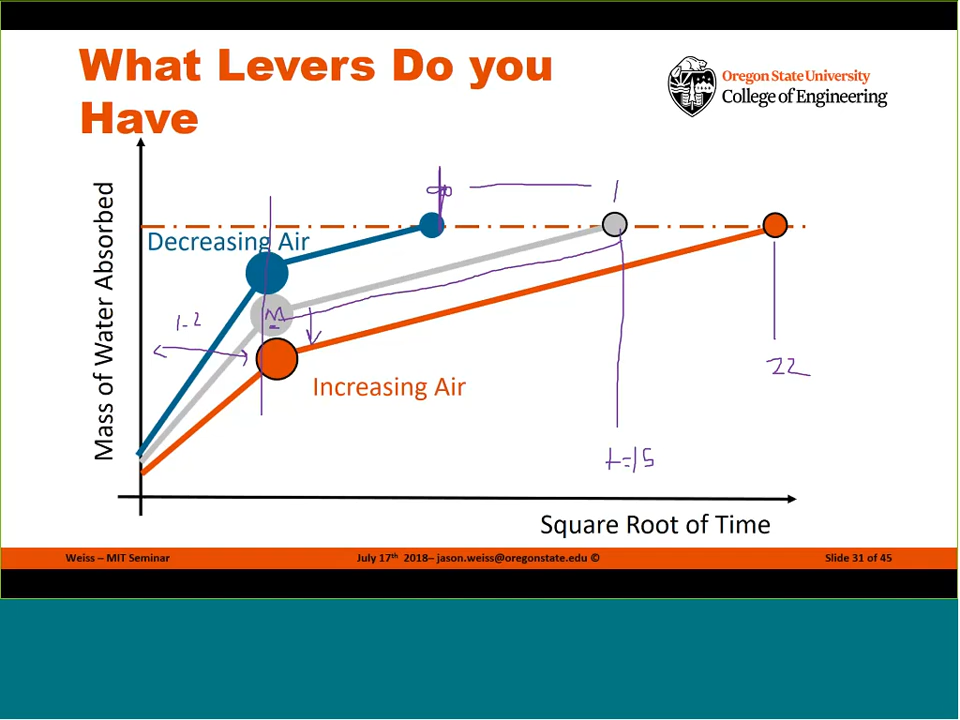 What Levers Do you
Have
Oregon State University
College of Engineering
Mass of Water Absorbed
Decreasing Air
1
1-2
M
Increasing Air
22
t=15
Square Root of Time
Weiss – MIT Seminar
July 17th 2018– jason.weiss@oregonstate.edu ©
Slide 31 of 45